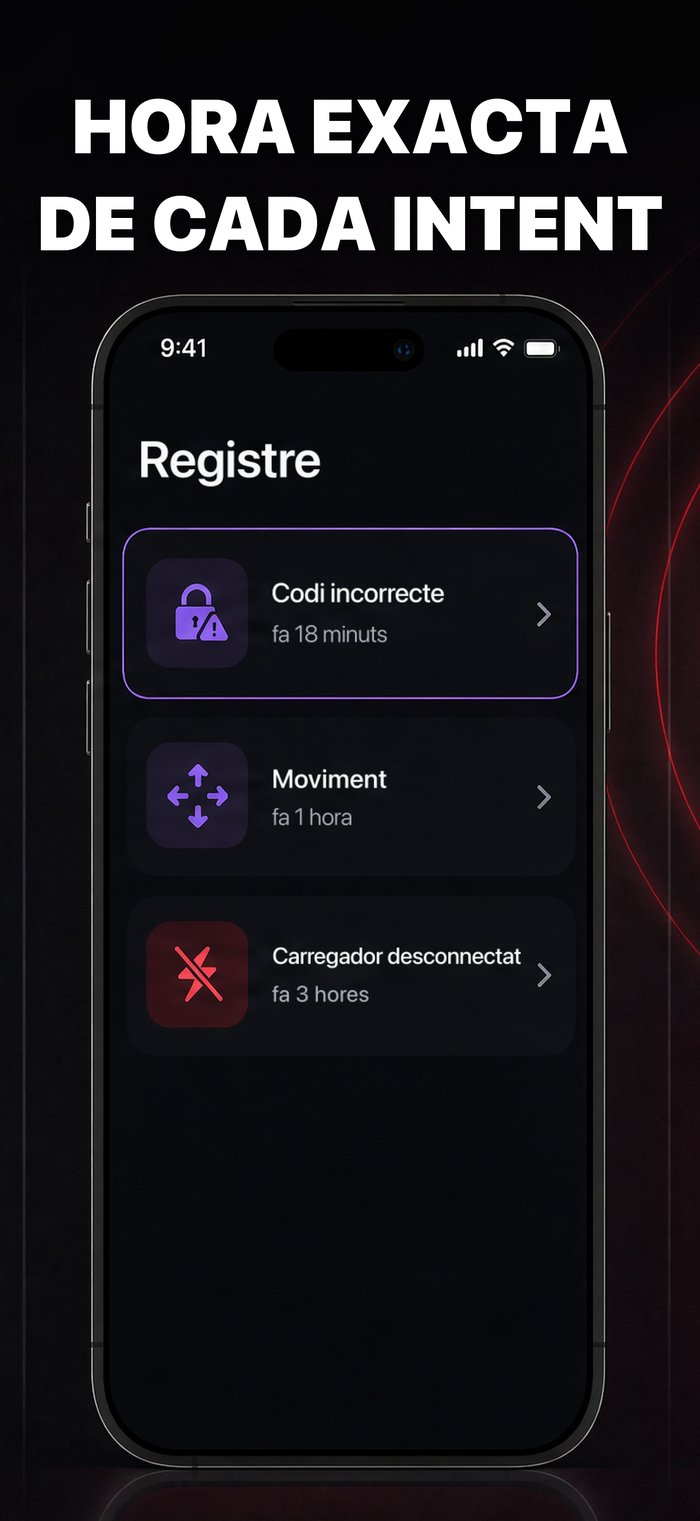 HORA EXACTA
DE CADA INTENT
9:41
Registre
Codi incorrecte
fa 18 minuts
Moviment
fa 1 hora
Carregador desconnectat
fa 3 hores